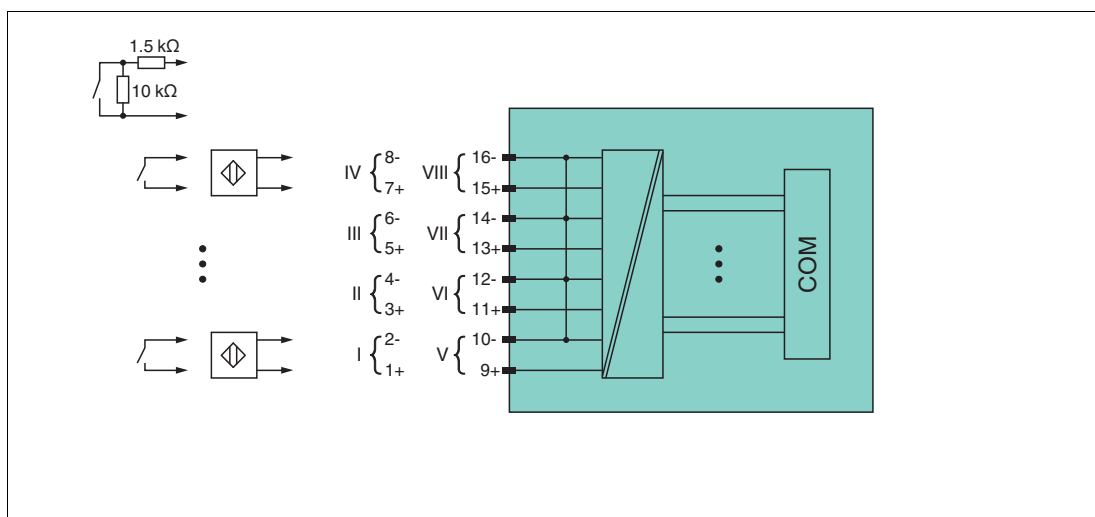 1.5 kΩ
10 kΩ
IV
8-
7+
VIII
16-
15+
III
6-
5+
VII
14-
13+
II
4-
3+
VI
12-
11+
I
2-
1+
V
10-
9+
COM